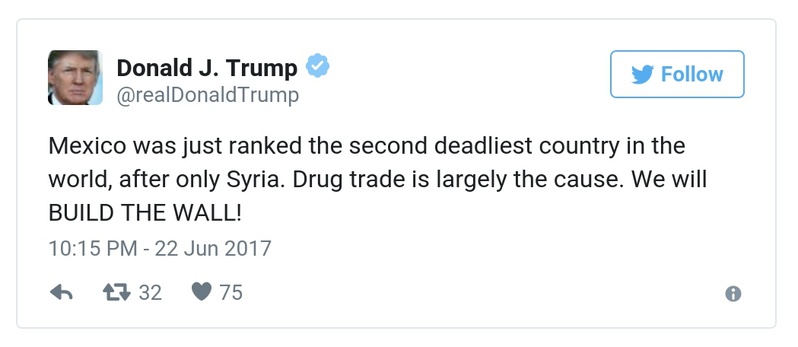 Donald J. Trump
@realDonaldTrump
Follow
Mexico was just ranked the second deadliest country in the
world, after only Syria. Drug trade is largely the cause. We will
BUILD THE WALL!
10:15 PM - 22 Jun 2017
32 75